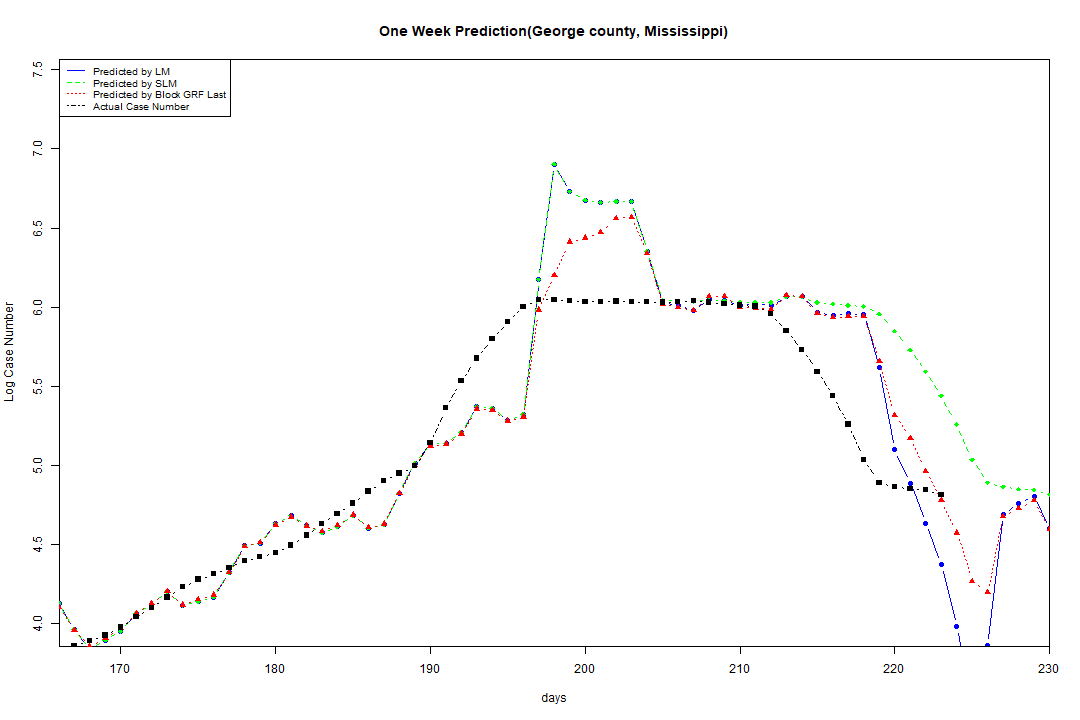 One Week Prediction(George county, Mississippi)
Predicted by LM
Predicted by SLM
Predicted by Block GRF Last
Actual Case Number
Log Case Number
7.5
7.0
6.5
6.0
5.5
5.0
4.5
4.0
170 180 190 200 210 220 230
days